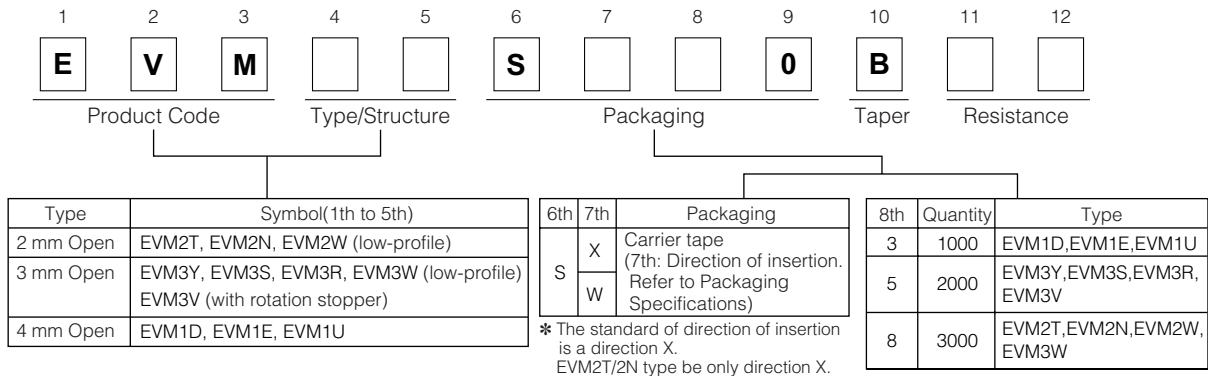 1 2 3 4 5 6 7 8 9 10 11 12
E V M S 0 B
Product Code Type/Structure Packaging Taper Resistance
Type Symbol(1th to 5th)
2 mm Open EVM2T, EVM2N, EVM2W (low-profile)
3 mm Open EVM3Y, EVM3S, EVM3R, EVM3W (low-profile)
EVM3V (with rotation stopper)
4 mm Open EVM1D, EVM1E, EVM1U
6th 7th Packaging
S X W Carrier tape
(7th: Direction of insertion.
Refer to Packaging
Specifications)
✽ The standard of direction of insertion
is a direction X.
EVM2T/2N type be only direction X.
8th Quantity Type
3 1000 EVM1D,EVM1E,EVM1U
5 2000 EVM3Y,EVM3S,EVM3R,
EVM3V
8 3000 EVM2T,EVM2N,EVM2W,
EVM3W